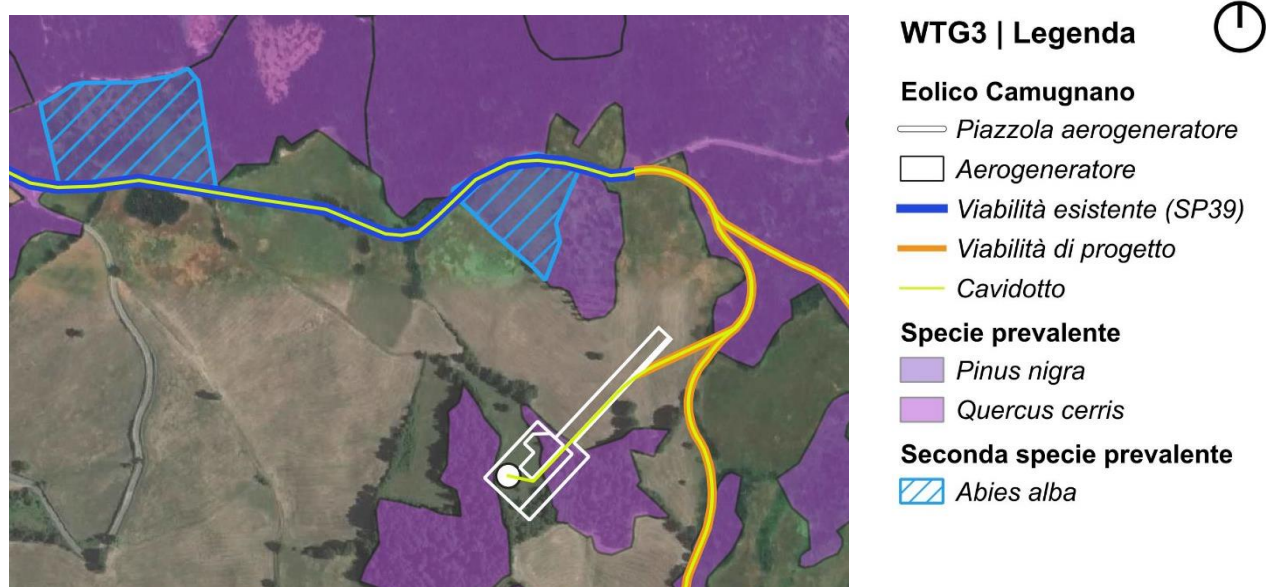 WTG3 | Legenda
Eolico Camugnano
Piazzola aerogeneratore
Aerogeneratore
Viabilità esistente (SP39)
Viabilità di progetto
Cavidotto
Specie prevalente
Pinus nigra
Quercus cerris
Seconda specie prevalente
Abies alba